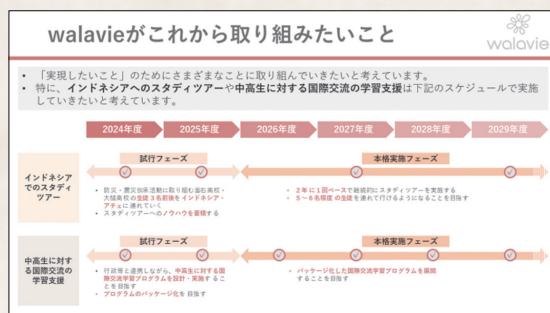 walavieがこれから取り組みたいこと
walavie
• 「実現したいこと」のためにさまざまなことに取り組んでいきたいと考えています。
• 特に、インドネシアへのスタディツアーや中高生に対する国際交流の学習支援は下記のスケジュールで実施
していきたいと考えています。
2024年度 2025年度 2026年度 2027年度 2028年度 2029年度
試行フェーズ 本格実施フェーズ
インドネシア
でのスタディ
ツアー
• 防災・震災伝承活動に取り組む釜石高校・
大槌高校の生徒3名前後をインドネシア・
アチェに連れていく
• スタディツアーへのノウハウを蓄積する
• 2年に1回ペースで継続的にスタディツアーを実施する
• 5~6名程度の生徒を連れて行けるようになることを目指す
試行フェーズ 本格実施フェーズ
中高生に対す
る国際交流の
学習支援
• 行政等と連携しながら、中高生に対する国
際交流学習プログラムを設計・実施するこ
とを目指す
• プログラムのパッケージ化を目指す
• パッケージ化した国際交流学習プログラムを展開
することを目指す